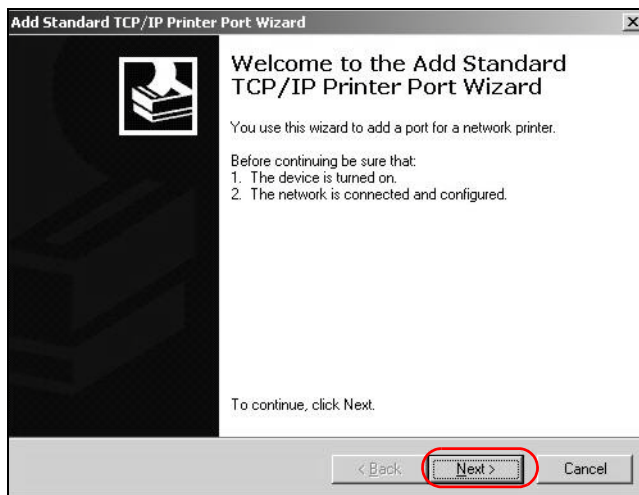 Add Standard TCP/IP Printer Port Wizard
Welcome to the Add Standard
TCP/IP Printer Port Wizard
You use this wizard to add a port for a network printer.
Before continuing be sure that:
1. The device is turned on.
2. The network is connected and configured.
To continue, click Next.
< Back
Next >
Cancel